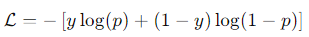 ℒ = − [y log(p) + (1 − y) log(1 − p)]